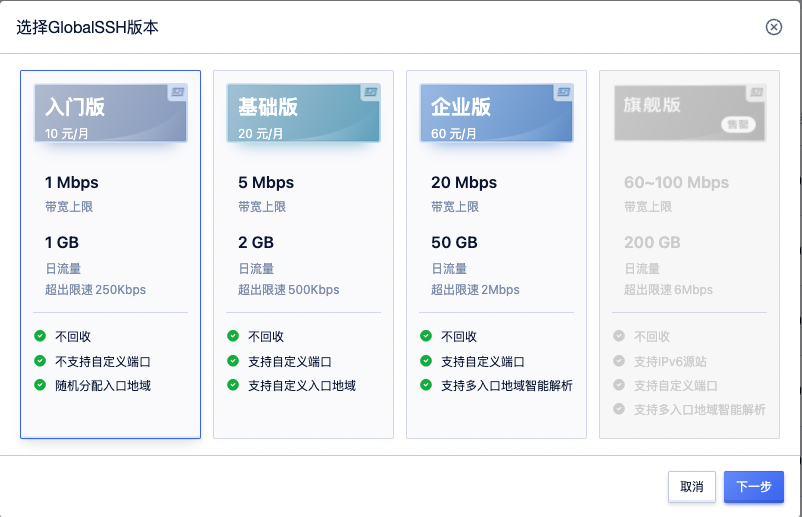 选择GlobalSSH版本
入门版
10 元/月
1 Mbps
带宽上限
1 GB
日流量
超出限速 250Kbps
不回收
不支持自定义端口
随机分配入口地域
基础版
20 元/月
5 Mbps
带宽上限
2 GB
日流量
超出限速 500Kbps
不回收
支持自定义端口
支持自定义入口地域
企业版
60 元/月
20 Mbps
带宽上限
50 GB
日流量
超出限速 2Mbps
不回收
支持自定义端口
支持多入口地域智能解析
旗舰版
售罄
60~100 Mbps
带宽上限
200 GB
日流量
超出限速 6Mbps
不回收
支持IPv6源站
支持自定义端口
支持多入口地域智能解析
取消
下一步